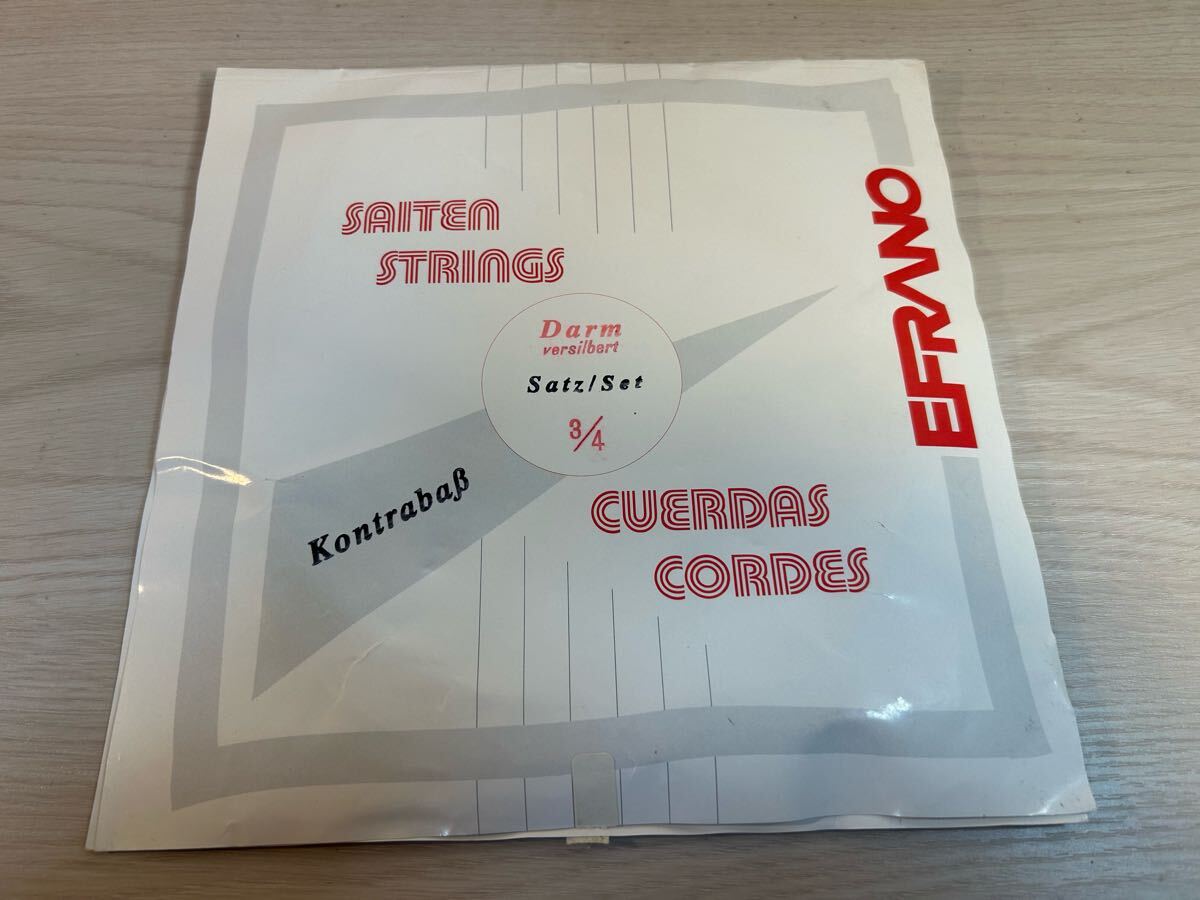 SAITEN
STRINGS
EFRANO
Darm
versilbert
Satz/Set
3/4
Kontrabaß
CUERDAS
CORDES